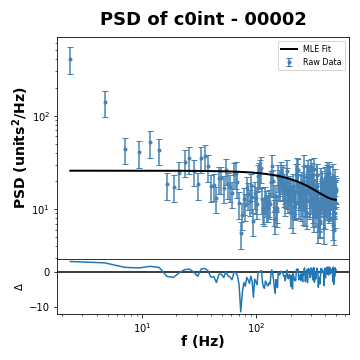 PSD of c0int - 00002
MLE Fit
Raw Data
PSD (units²/Hz)
10²
10¹
Δ
0
−10
10¹
10²
f (Hz)